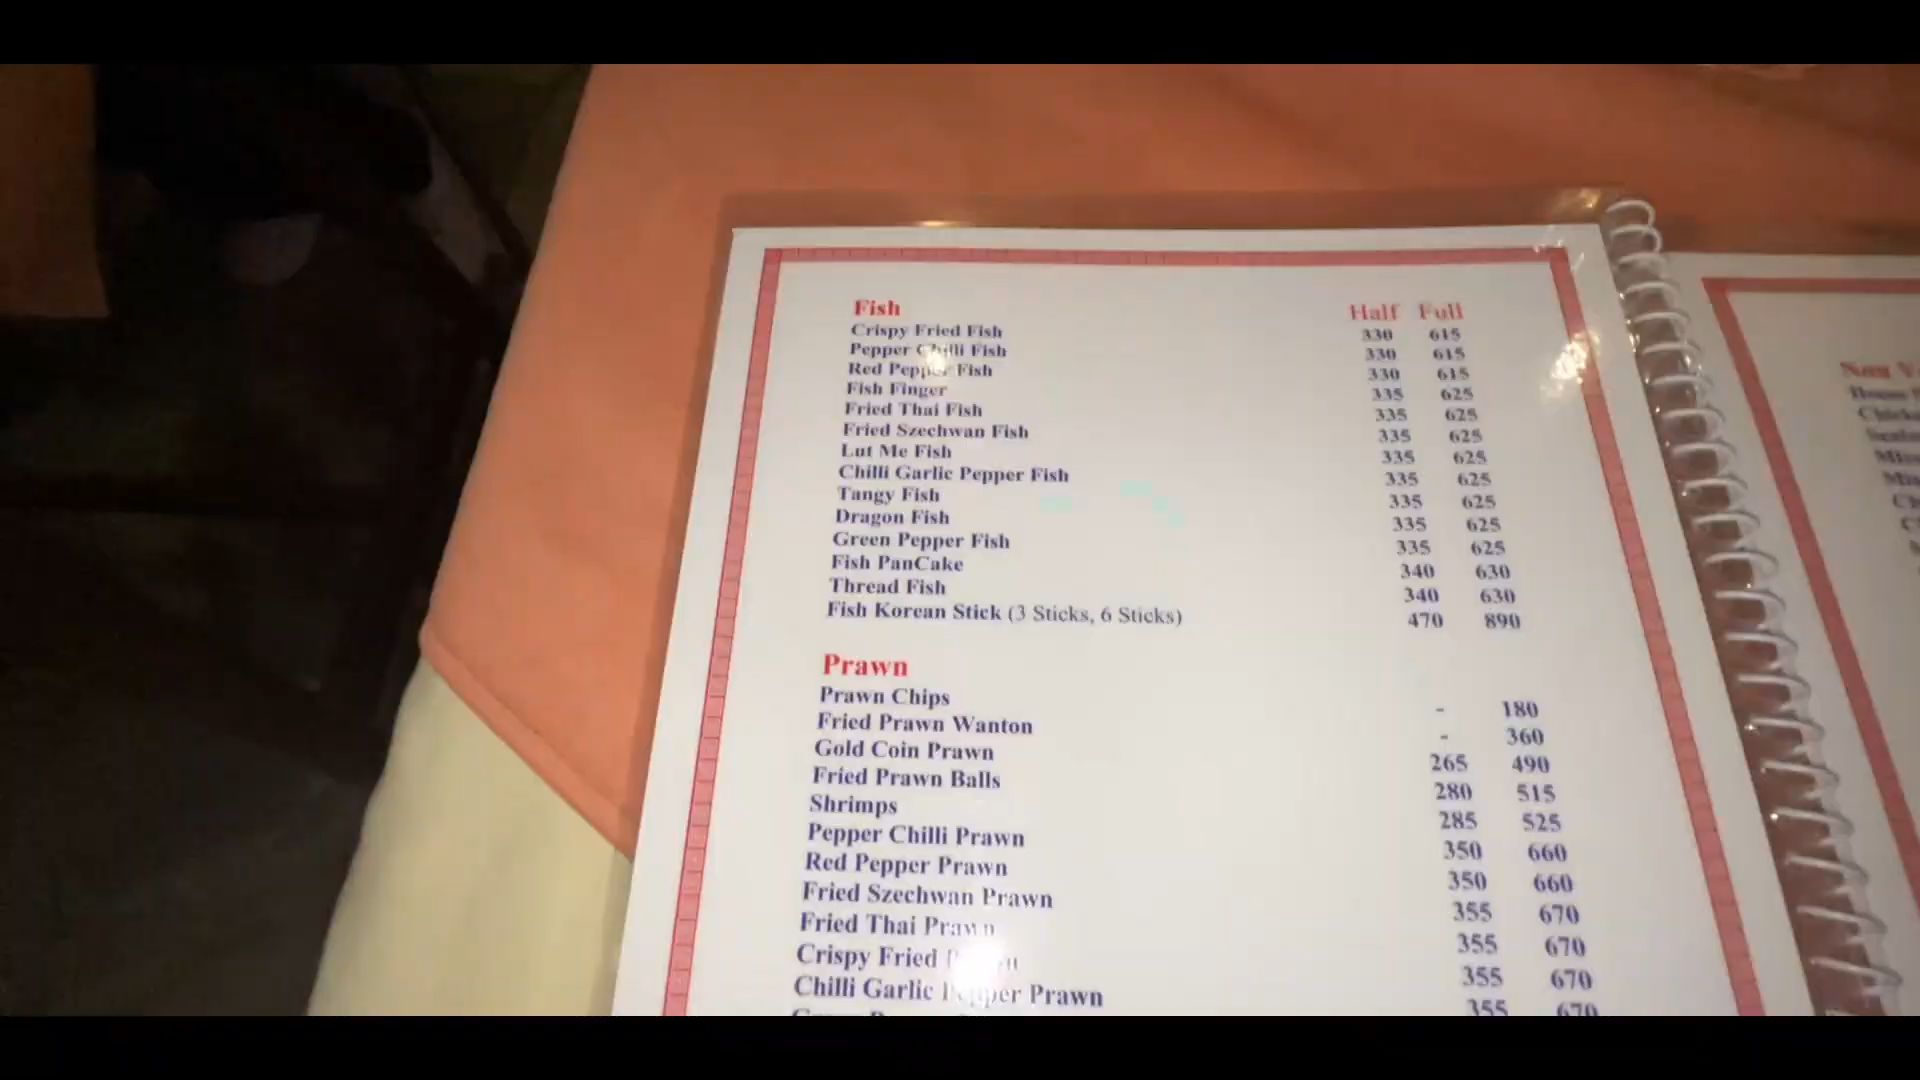 Fish Half Full
Crispy Fried Fish 330 615
Pepper Chilli Fish 330 615
Red Pepper Fish 330 615
Fish Finger 335 625
Fried Thai Fish 335 625
Fried Szechwan Fish 335 625
Lut Me Fish 335 625
Chilli Garlic Pepper Fish 335 625
Tangy Fish 335 625
Dragon Fish 335 625
Green Pepper Fish 335 625
Fish PanCake 340 630
Thread Fish 340 630
Fish Korean Stick (3 Sticks, 6 Sticks) 470 890
Prawn
Prawn Chips - 180
Fried Prawn Wanton - 360
Gold Coin Prawn 265 490
Fried Prawn Balls 280 515
Shrimps 285 525
Pepper Chilli Prawn 350 660
Red Pepper Prawn 350 660
Fried Szechwan Prawn 355 670
Fried Thai Prawn 355 670
Crispy Fried 355 670
Chilli Garlic Pepper Prawn 355 670